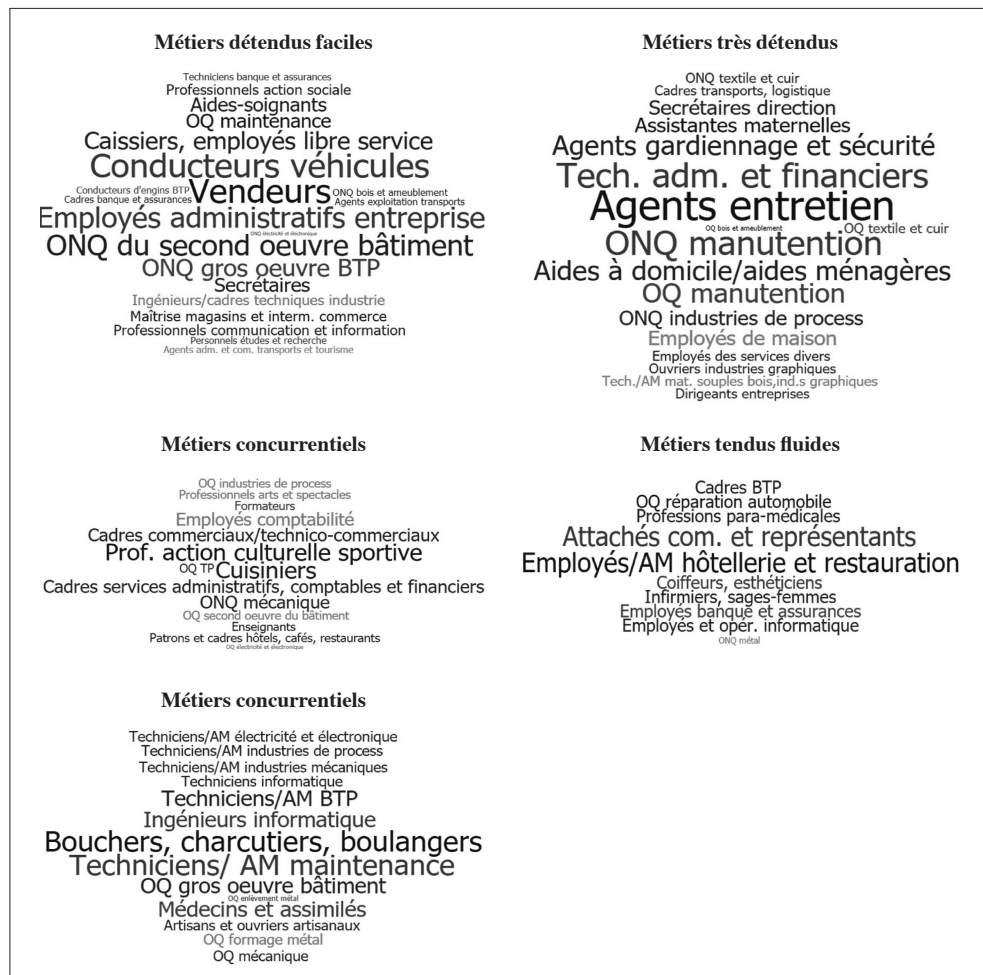 Métiers détendus faciles
Techniciens banque et assurances
Professionnels action sociale
Aides-soignants
OQ maintenance
Caissiers, employés libre service
Conducteurs véhicules
Conducteurs d'engins BTP
Cadres banque et assurances
Vendeurs
ONQ bois et ameublement
Agents exploitation transports
Employés administratifs entreprise
ONQ électricité et électronique
ONQ du second oeuvre bâtiment
ONQ gros oeuvre BTP
Secrétaires
Ingénieurs/cadres techniques industrie
Maîtrise magasins et interm. commerce
Professionnels communication et information
Personnels études et recherche
Agents adm. et com. transports et tourisme
Métiers très détendus
ONQ textile et cuir
Cadres transports, logistique
Secrétaires direction
Assistantes maternelles
Agents gardiennage et sécurité
Tech. adm. et financiers
Agents entretien
OQ bois et ameublement
OQ textile et cuir
ONQ manutention
Aides à domicile/aides ménagères
OQ manutention
ONQ industries de process
Employés de maison
Employés des services divers
Ouvriers industries graphiques
Tech./AM mat. souples bois,ind.s graphiques
Dirigeants entreprises
Métiers concurrentiels
OQ industries de process
Professionnels arts et spectacles
Formateurs
Employés comptabilité
Cadres commerciaux/technico-commerciaux
Prof. action culturelle sportive
OQ TP
Cuisiniers
Cadres services administratifs, comptables et financiers
ONQ mécanique
OQ second oeuvre du bâtiment
Enseignants
Patrons et cadres hôtels, cafés, restaurants
OQ électricité et électronique
Métiers tendus fluides
Cadres BTP
OQ réparation automobile
Professions para-médicales
Attachés com. et représentants
Employés/AM hôtellerie et restauration
Coiffeurs, esthéticiens
Infirmiers, sages-femmes
Employés banque et assurances
Employés et opér. informatique
ONQ métal
Métiers concurrentiels
Techniciens/AM électricité et électronique
Techniciens/AM industries de process
Techniciens/AM industries mécaniques
Techniciens informatique
Techniciens/AM BTP
Ingénieurs informatique
Bouchers, charcutiers, boulangers
Techniciens/ AM maintenance
OQ gros oeuvre bâtiment
OQ enlèvement métal
Médecins et assimilés
Artisans et ouvriers artisanaux
OQ formage métal
OQ mécanique